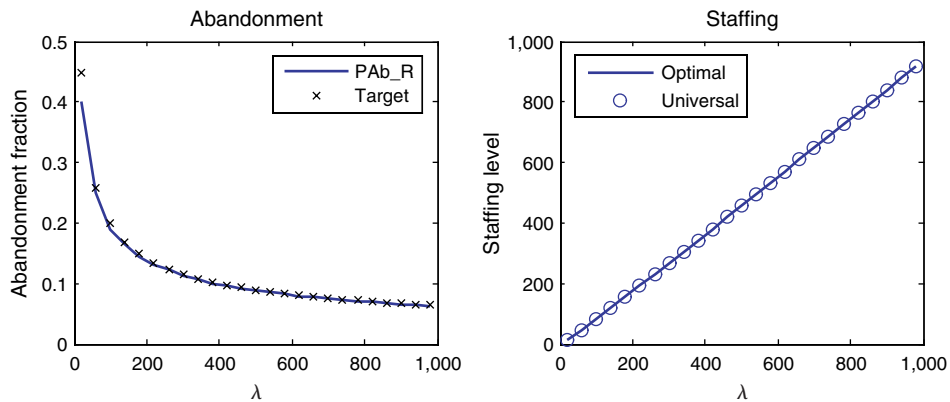 Abandonment
0.5
0.4
0.3
0.2
0.1
0
Abandonment fraction
PAb_R
Target
0 200 400 600 800 1,000
λ
Staffing
1,000
800
600
400
200
0
Staffing level
Optimal
Universal
0 200 400 600 800 1,000
λ